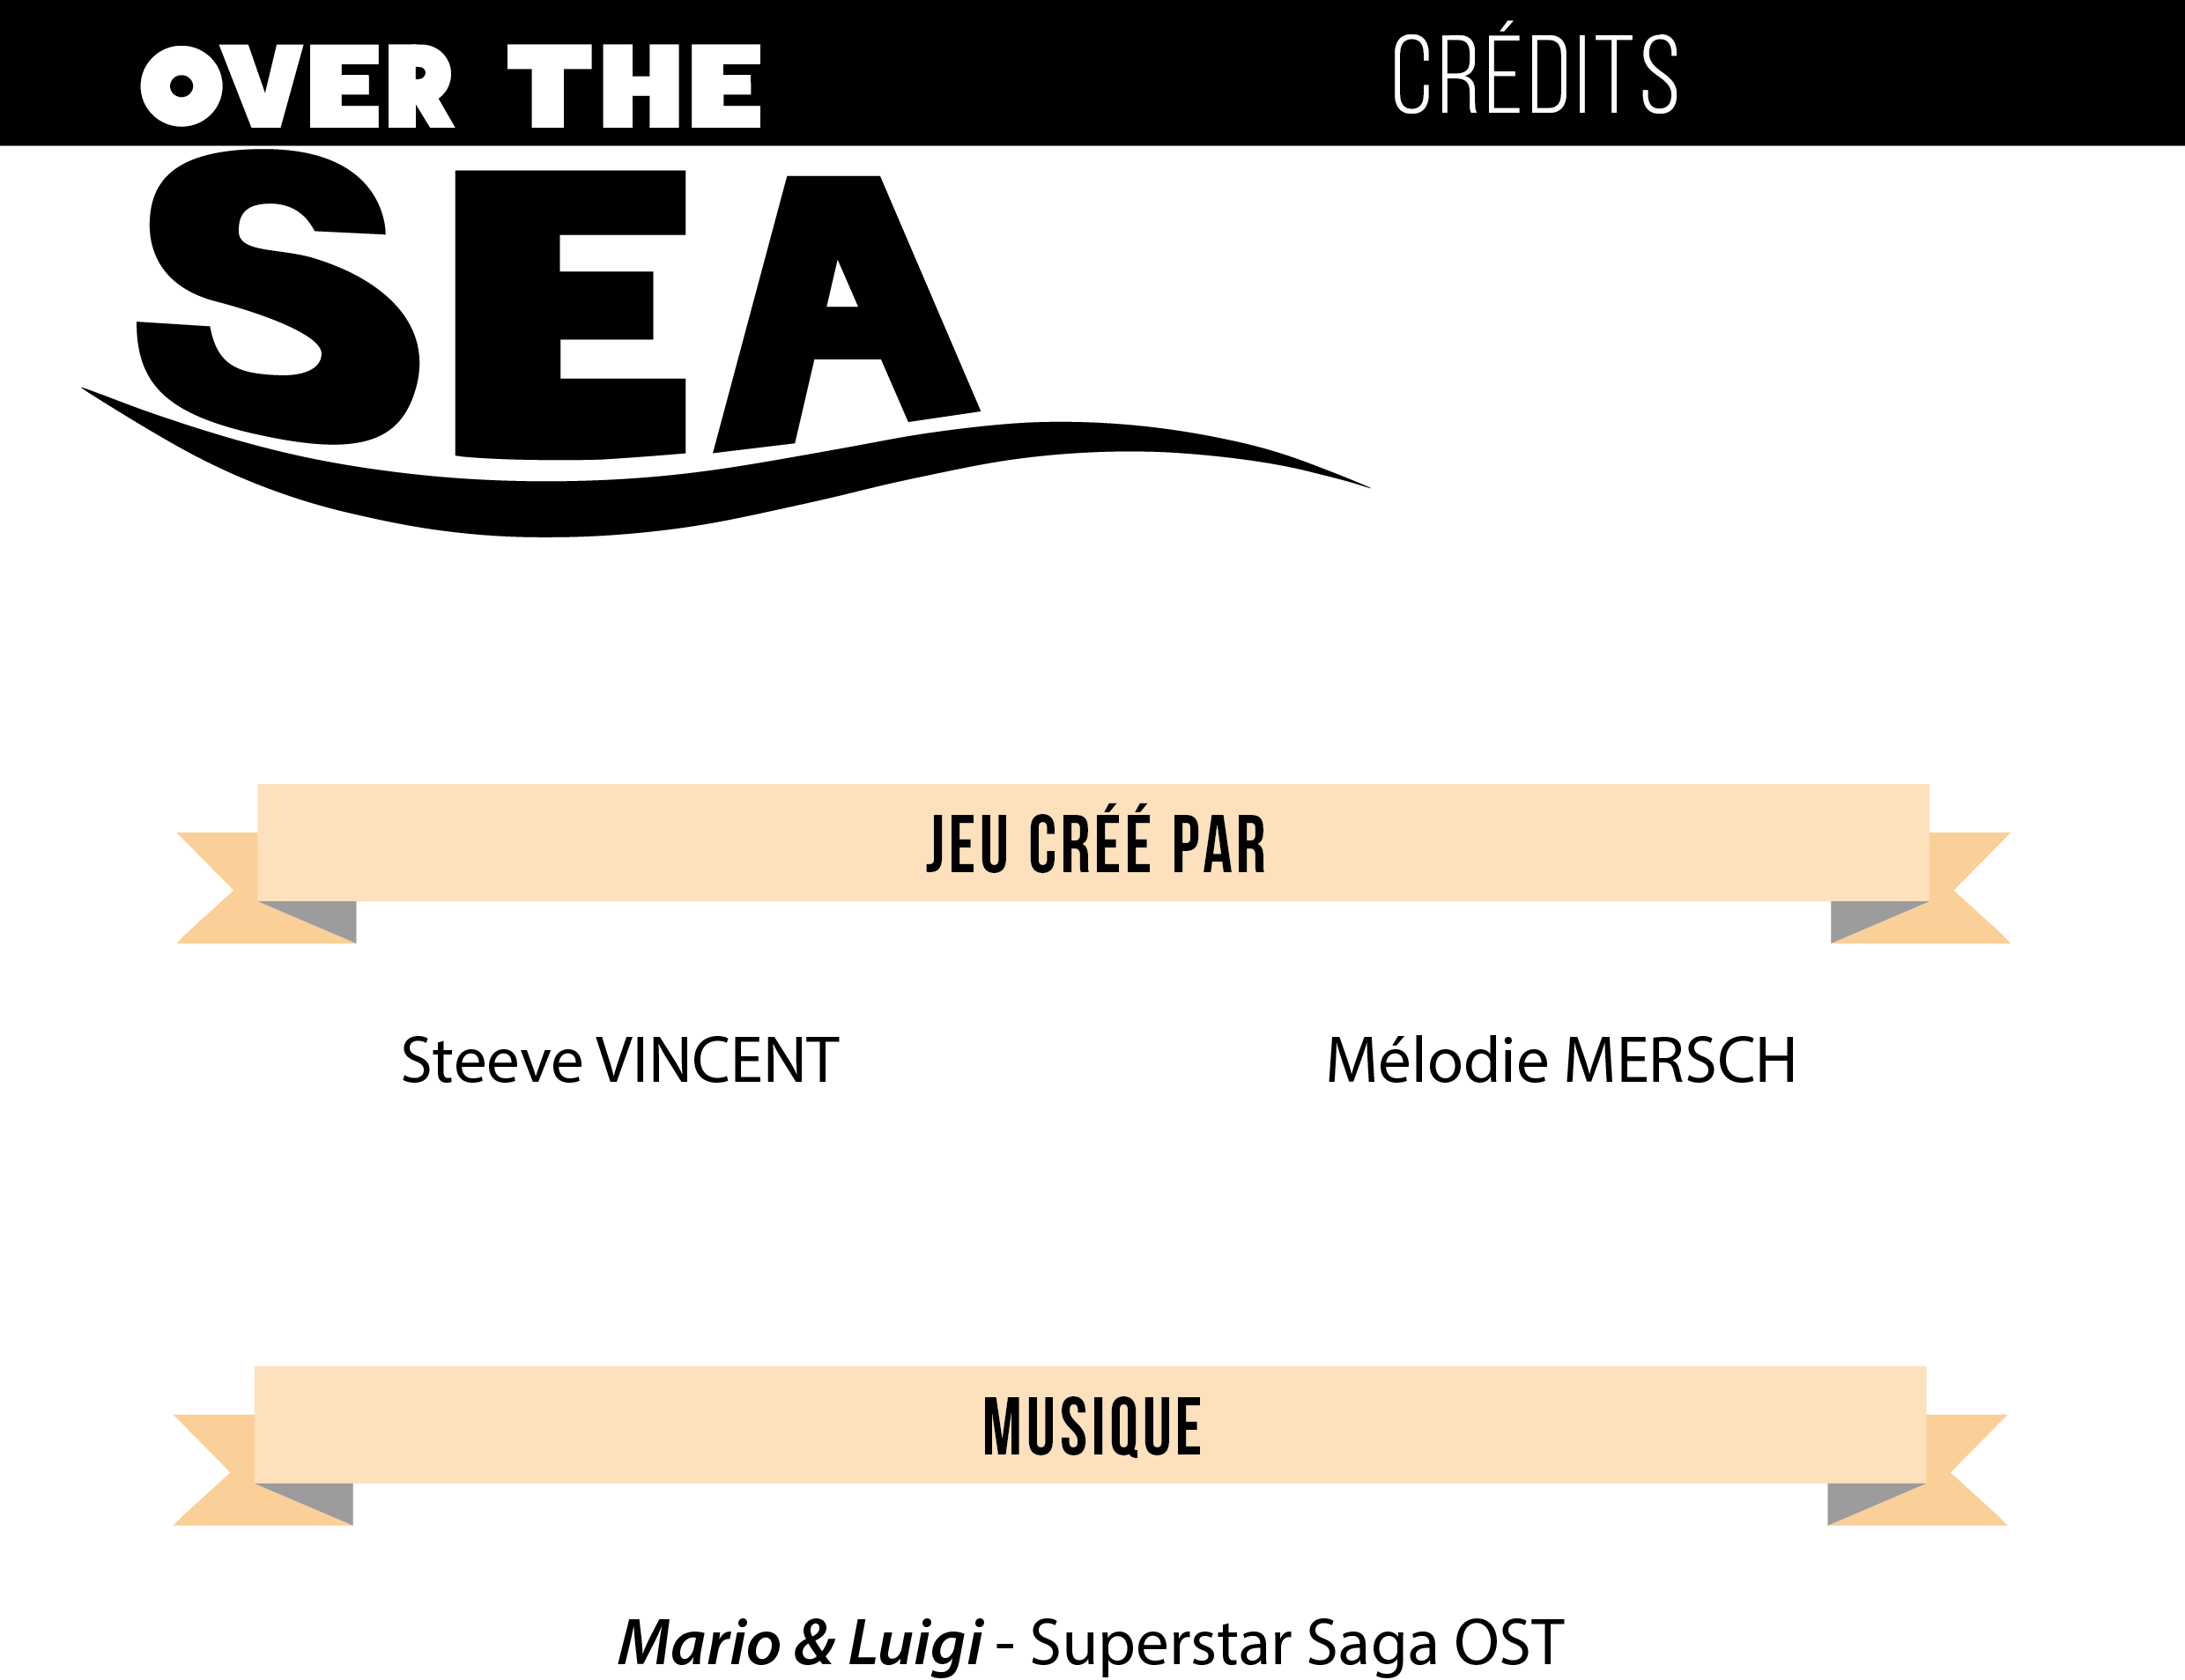 OVER THE
CRÉDITS
SEA
JEU CRÉÉ PAR
Steeve VINCENT
Mélodie MERSCH
MUSIQUE
Mario & Luigi - Superstar Saga OST